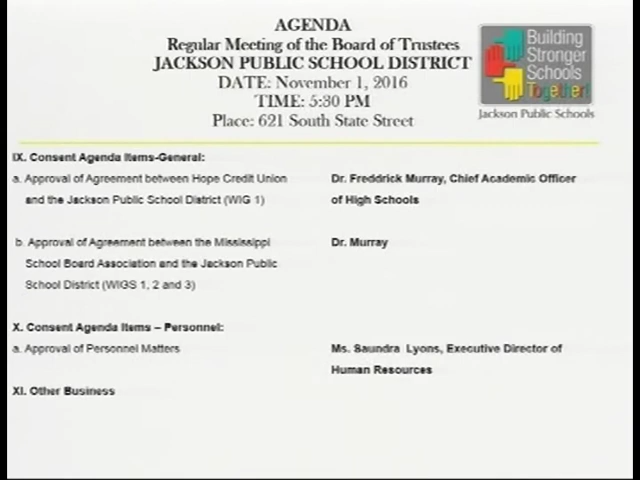 AGENDA
Regular Meeting of the Board of Trustees
JACKSON PUBLIC SCHOOL DISTRICT
DATE: November 1, 2016
TIME: 5:30 PM
Place: 621 South State Street
Building
Stronger
Schools
Together!
Jackson Public Schools
IX. Consent Agenda Items-General:
a. Approval of Agreement between Hope Credit Union
and the Jackson Public School District (WIG 1)
Dr. Freddrick Murray, Chief Academic Officer
of High Schools
b. Approval of Agreement between the Mississippi
School Board Association and the Jackson Public
School District (WIGS 1, 2 and 3)
Dr. Murray
X. Consent Agenda Items – Personnel:
a. Approval of Personnel Matters
Ms. Saundra Lyons, Executive Director of
Human Resources
XI. Other Business